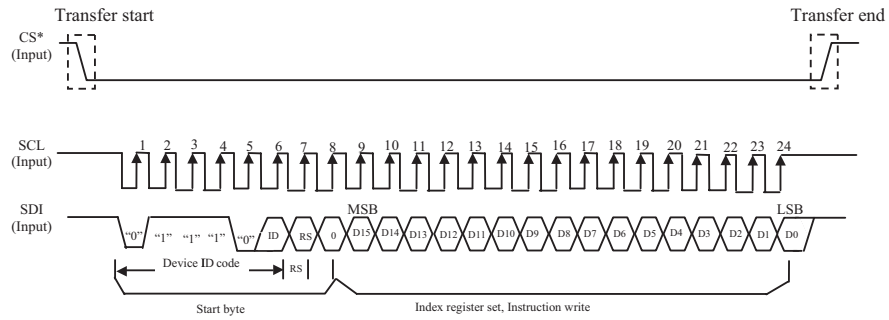 Transfer start
Transfer end
CS*
(Input)
SCL
(Input)
1 2 3 4 5 6 7 8 9 10 11 12 13 14 15 16 17 18 19 20 21 22 23 24
SDI
(Input)
MSB
LSB
“0” “1” “1” “1” “0” ID RS 0 D15 D14 D13 D12 D11 D10 D9 D8 D7 D6 D5 D4 D3 D2 D1 D0
Device ID code
RS
Start byte
Index register set, Instruction write